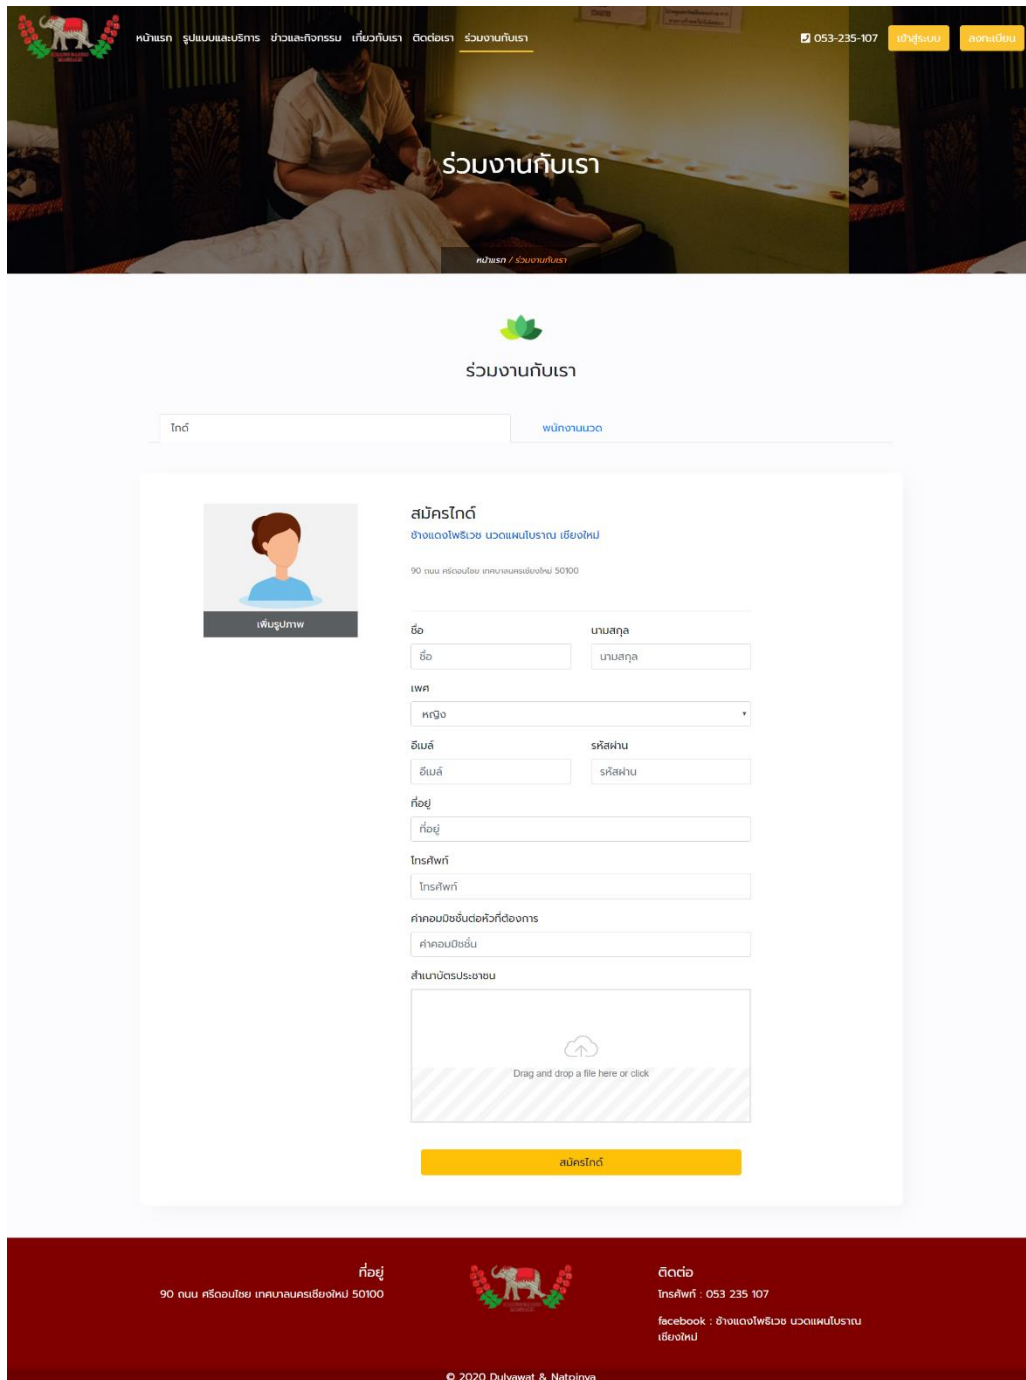 หน้าแรก รูปแบบและบริการ ข่าวและกิจกรรม เกี่ยวกับเรา ติดต่อเรา ร่วมงานกับเรา 053-235-107 เข้าสู่ระบบ ลงทะเบียน
ร่วมงานกับเรา
หน้าแรก / ร่วมงานกับเรา
ร่วมงานกับเรา
ไกด์ พนักงานนวด
เพิ่มรูปภาพ
สมัครไกด์
ช้างแดงโพธิเวช นวดแผนโบราณ เชียงใหม่
90 ถนน ศรีดอนไชย เทศบาลนครเชียงใหม่ 50100
ชื่อ นามสกุล
ชื่อ นามสกุล
เพศ
หญิง
อีเมล์ รหัสผ่าน
อีเมล์ รหัสผ่าน
ที่อยู่
ที่อยู่
โทรศัพท์
โทรศัพท์
ค่าคอมมิชชั่นต่อหัวที่ต้องการ
ค่าคอมมิชชั่น
สำเนาบัตรประชาชน
Drag and drop a file here or click
สมัครไกด์
ที่อยู่
90 ถนน ศรีดอนไชย เทศบาลนครเชียงใหม่ 50100
ติดต่อ
โทรศัพท์ : 053 235 107
facebook : ช้างแดงโพธิเวช นวดแผนโบราณ
เชียงใหม่
© 2020 Dulyawat & Natpinya